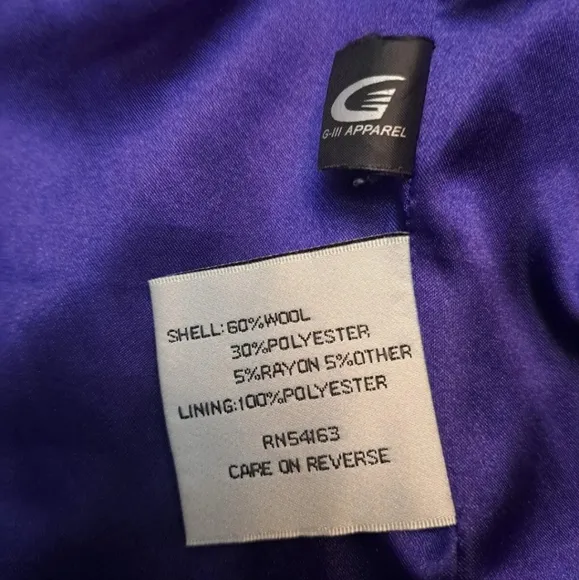 G-III APPAREL
SHELL: 60%WOOL
30%POLYESTER,
5%RAYON 5%OTHER
LINING:100%POLYESTER
RN54163
CARE ON REVERSE